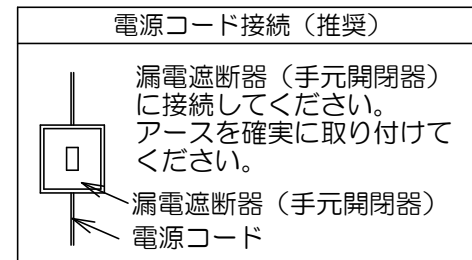 電源コード接続（推奨）
漏電遮断器（手元開閉器）
に接続してください。
アースを確実に取り付けて
ください。
漏電遮断器（手元開閉器）
電源コード